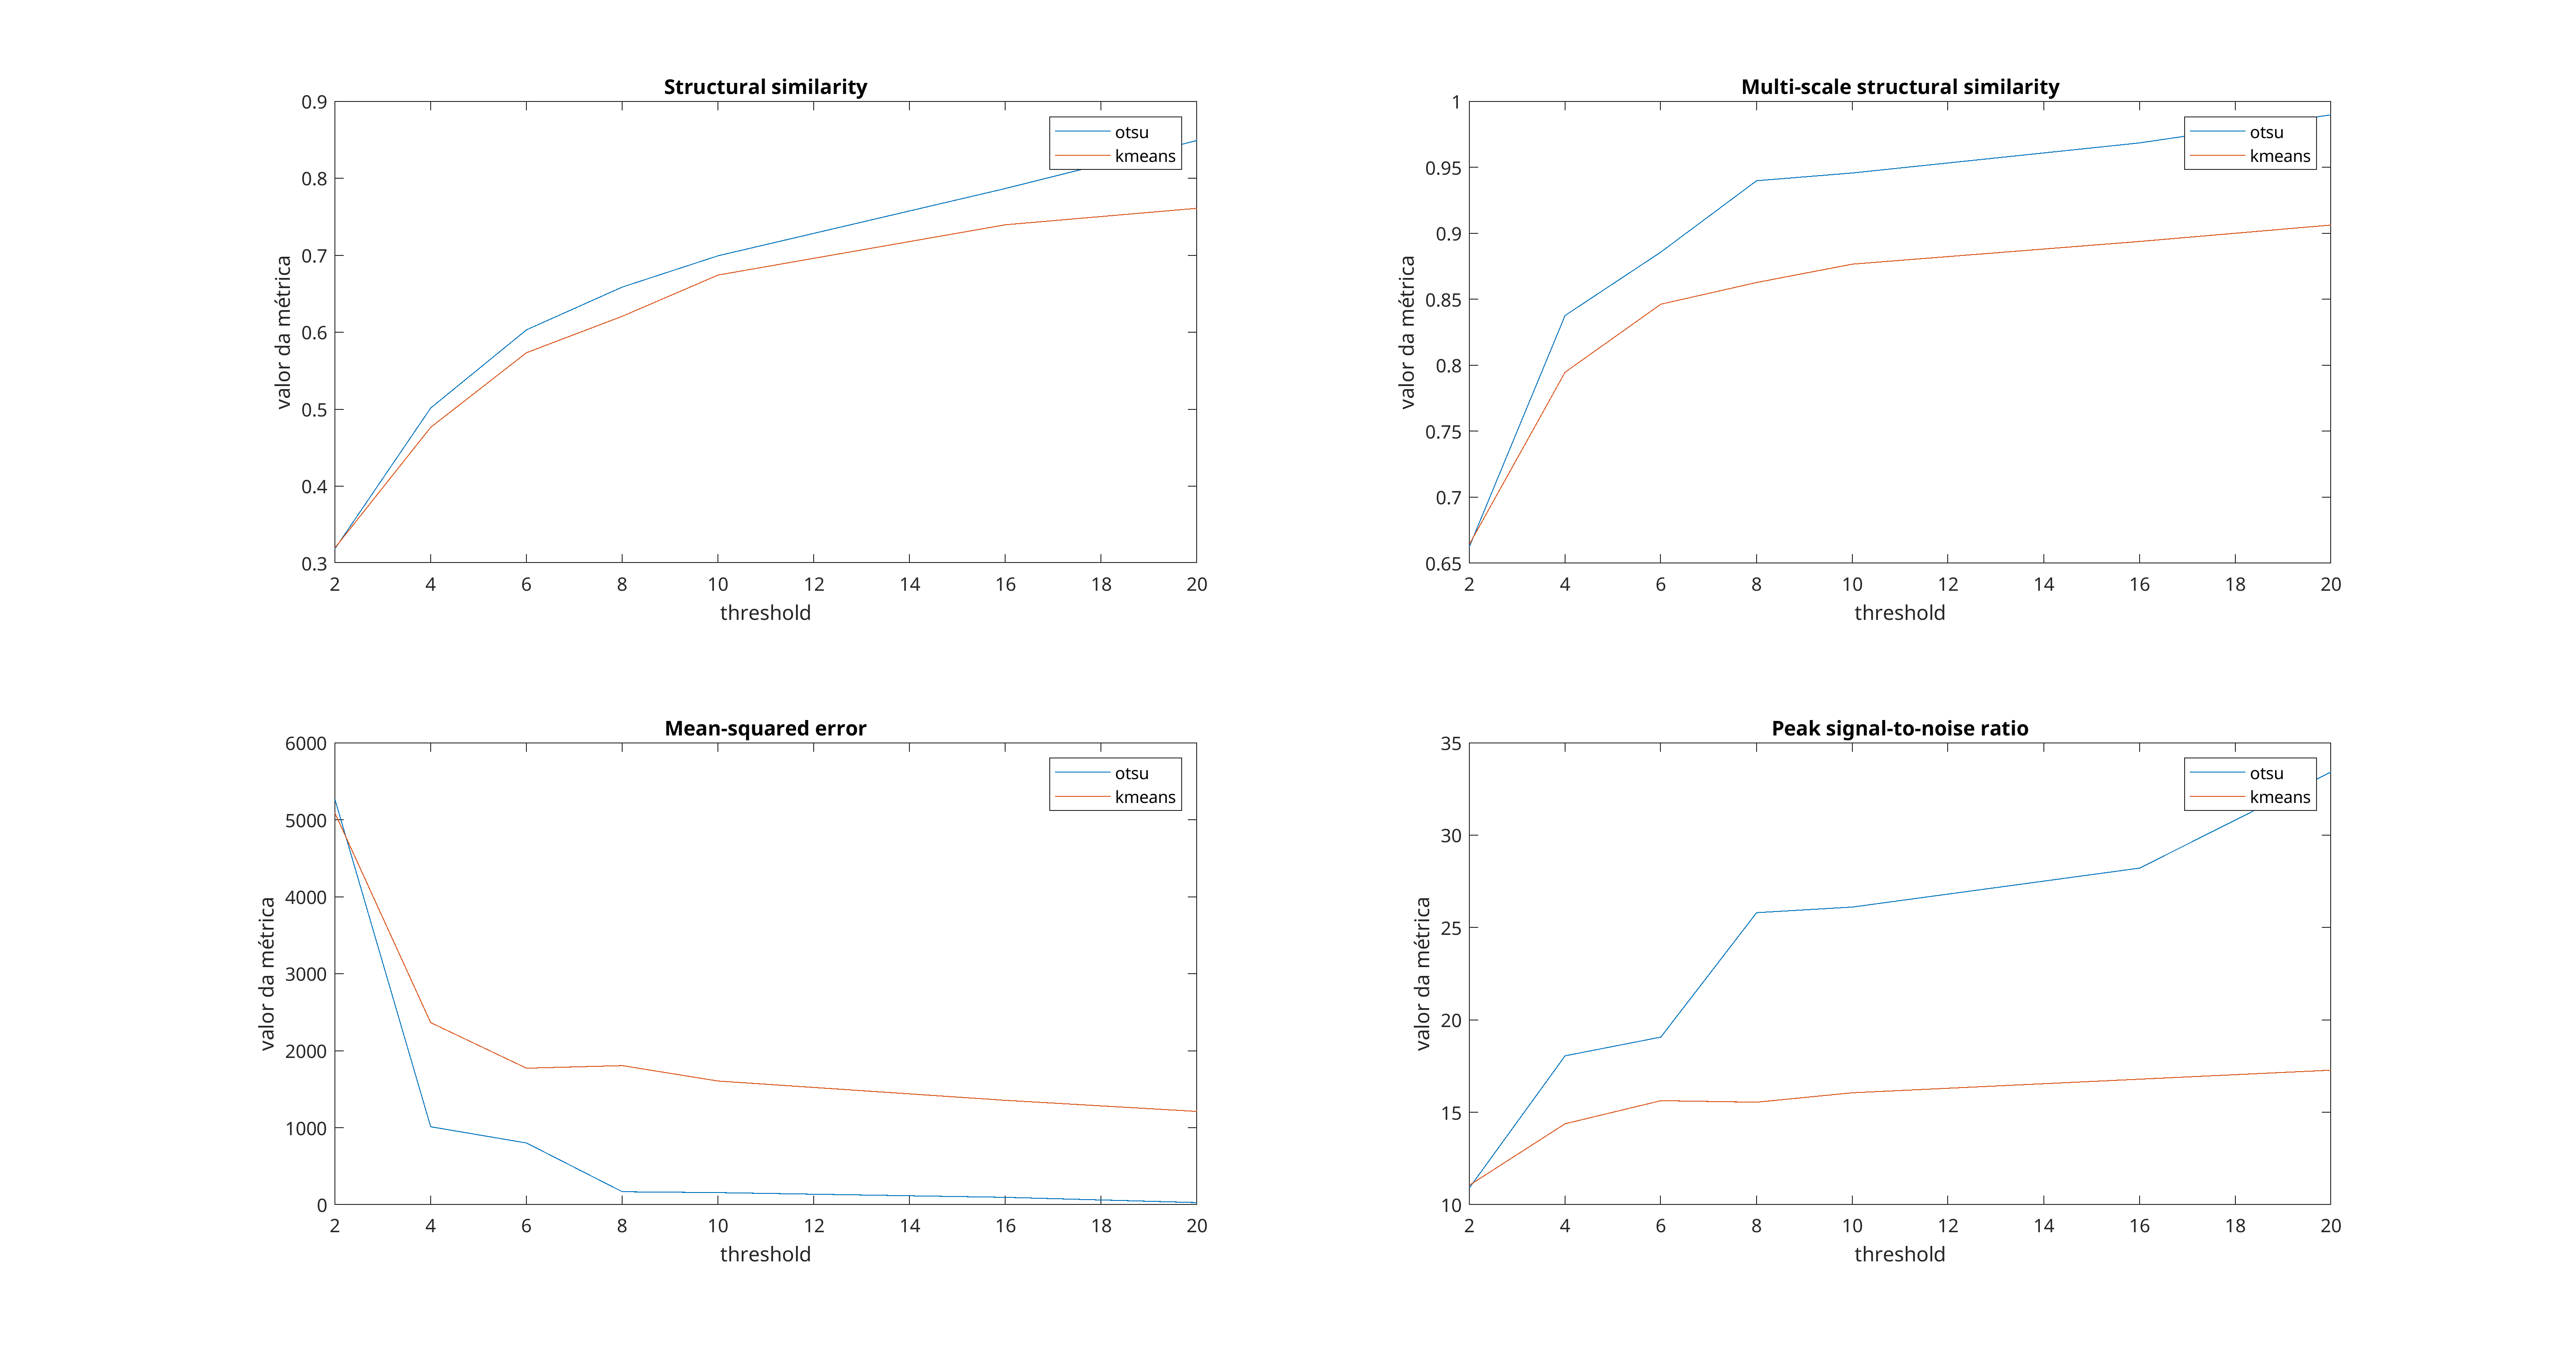 Structural similarity
0.9
0.8
0.7
0.6
0.5
0.4
0.3
valor da métrica
otsu
kmeans
2 4 6 8 10 12 14 16 18 20
threshold
Multi-scale structural similarity
1
0.95
0.9
0.85
0.8
0.75
0.7
0.65
valor da métrica
otsu
kmeans
2 4 6 8 10 12 14 16 18 20
threshold
Mean-squared error
6000
5000
4000
3000
2000
1000
0
valor da métrica
otsu
kmeans
2 4 6 8 10 12 14 16 18 20
threshold
Peak signal-to-noise ratio
35
30
25
20
15
10
valor da métrica
otsu
kmeans
2 4 6 8 10 12 14 16 18 20
threshold